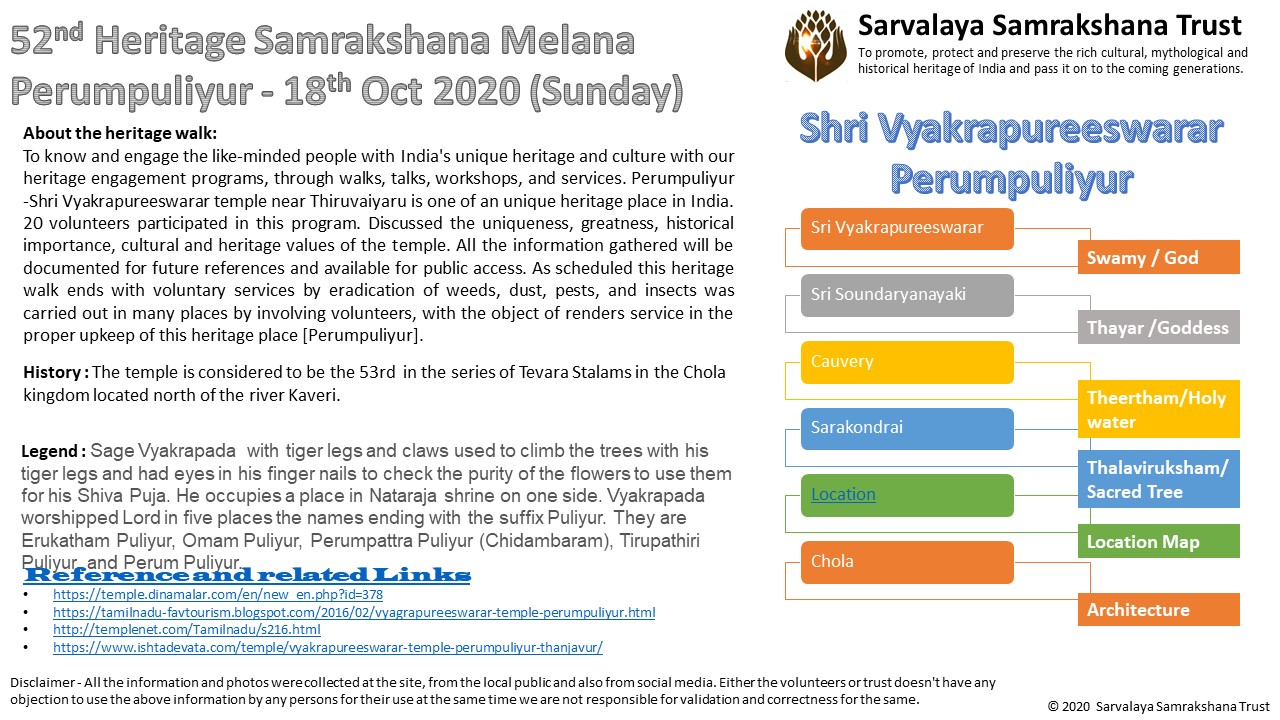 52nd Heritage Samrakshana Melana
Perumpuliyur - 18th Oct 2020 (Sunday)
About the heritage walk:
To know and engage the like-minded people with India's unique heritage and culture with our
heritage engagement programs, through walks, talks, workshops, and services. Perumpuliyur
-Shri Vyakrapureeswarar temple near Thiruvaiyaru is one of an unique heritage place in India.
20 volunteers participated in this program. Discussed the uniqueness, greatness, historical
importance, cultural and heritage values of the temple. All the information gathered will be
documented for future references and available for public access. As scheduled this heritage
walk ends with voluntary services by eradication of weeds, dust, pests, and insects was
carried out in many places by involving volunteers, with the object of renders service in the
proper upkeep of this heritage place [Perumpuliyur].
History : The temple is considered to be the 53rd in the series of Tevara Stalams in the Chola
kingdom located north of the river Kaveri.
Legend : Sage Vyakrapada with tiger legs and claws used to climb the trees with his
tiger legs and had eyes in his finger nails to check the purity of the flowers to use them
for his Shiva Puja. He occupies a place in Nataraja shrine on one side. Vyakrapada
worshipped Lord in five places the names ending with the suffix Puliyur. They are
Erukatham Puliyur, Omam Puliyur, Perumpattra Puliyur (Chidambaram), Tirupathiri
Puliyur and Perum Puliyur.
Reference and related Links
• https://temple.dinamalar.com/en/new_en.php?id=378
• https://tamilnadu-favtourism.blogspot.com/2016/02/vyagrapureeswarar-temple-perumpuliyur.html
• http://templenet.com/Tamilnadu/s216.html
• https://www.ishtadevata.com/temple/vyakrapureeswarar-temple-perumpuliyur-thanjavur/
Sarvalaya Samrakshana Trust
To promote, protect and preserve the rich cultural, mythological and
historical heritage of India and pass it on to the coming generations.
Shri Vyakrapureeswarar
Perumpuliyur
Sri Vyakrapureeswarar
Swamy / God
Sri Soundaryanayaki
Thayar /Goddess
Cauvery
Theertham/Holy
water
Sarakondrai
Thalaviruksham/
Sacred Tree
Location
Location Map
Chola
Architecture
Disclaimer - All the information and photos were collected at the site, from the local public and also from social media. Either the volunteers or trust doesn't have any
objection to use the above information by any persons for their use at the same time we are not responsible for validation and correctness for the same.
© 2020 Sarvalaya Samrakshana Trust